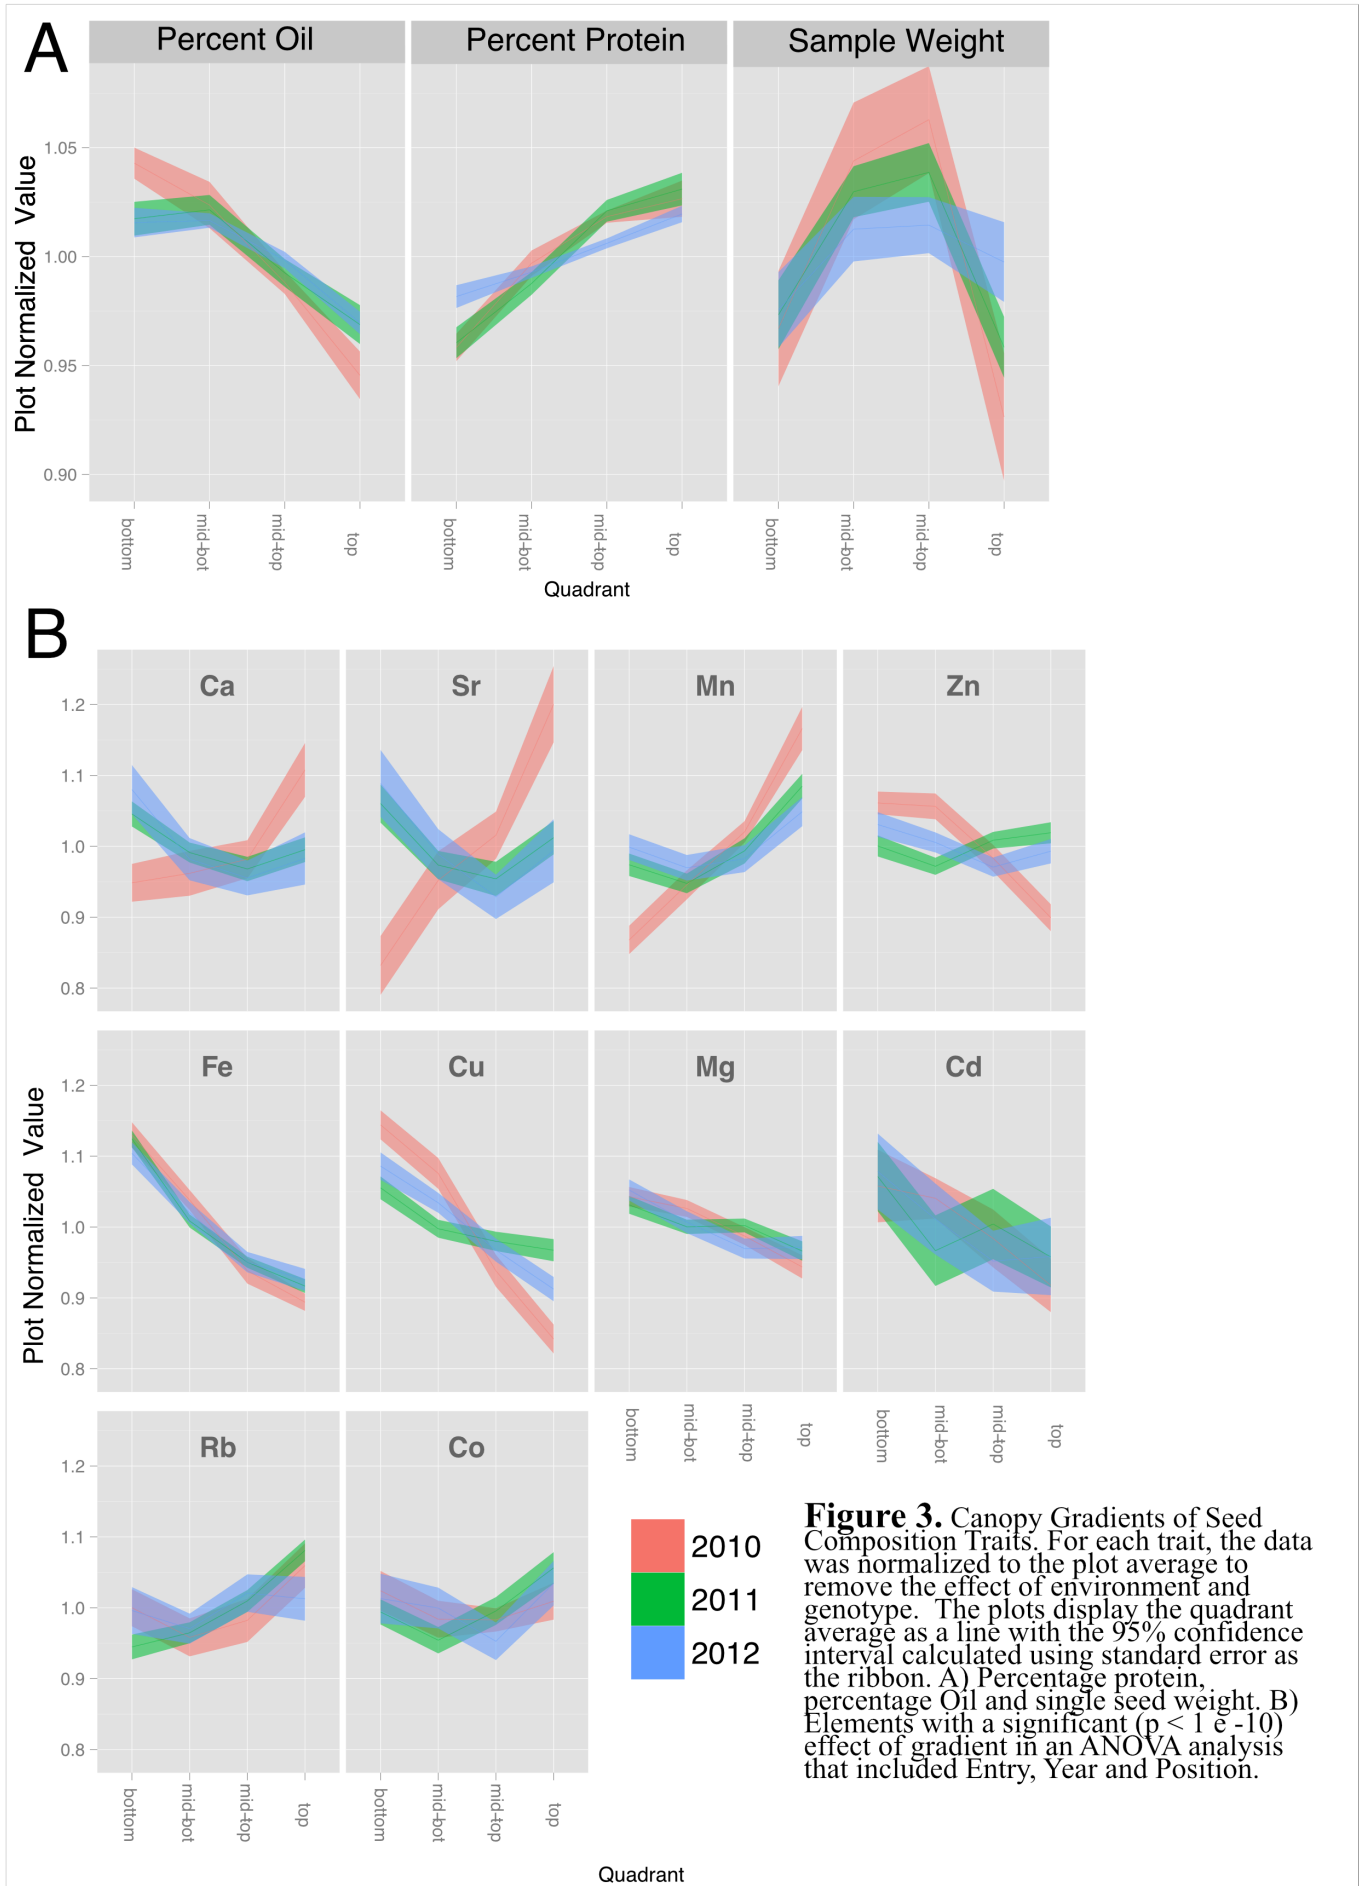 A
Percent Oil
Percent Protein
Sample Weight
Plot Normalized Value
1.05
1.00
0.95
0.90
bottom
mid-bot
mid-top
top
bottom
mid-bot
mid-top
top
bottom
mid-bot
mid-top
top
Quadrant
B
Ca
Sr
Mn
Zn
1.2
1.1
1.0
0.9
0.8
Fe
Cu
Mg
Cd
Plot Normalized Value
1.2
1.1
1.0
0.9
0.8
bottom
mid-bot
mid-top
top
bottom
mid-bot
mid-top
top
Rb
Co
1.2
1.1
1.0
0.9
0.8
bottom
mid-bot
mid-top
top
bottom
mid-bot
mid-top
top
Quadrant
2010
2011
2012
Figure 3. Canopy Gradients of Seed
Composition Traits. For each trait, the data
was normalized to the plot average to
remove the effect of environment and
genotype. The plots display the quadrant
average as a line with the 95% confidence
interval calculated using standard error as
the ribbon. A) Percentage protein,
percentage Oil and single seed weight. B)
Elements with a significant (p < 1 e -10)
effect of gradient in an ANOVA analysis
that included Entry, Year and Position.